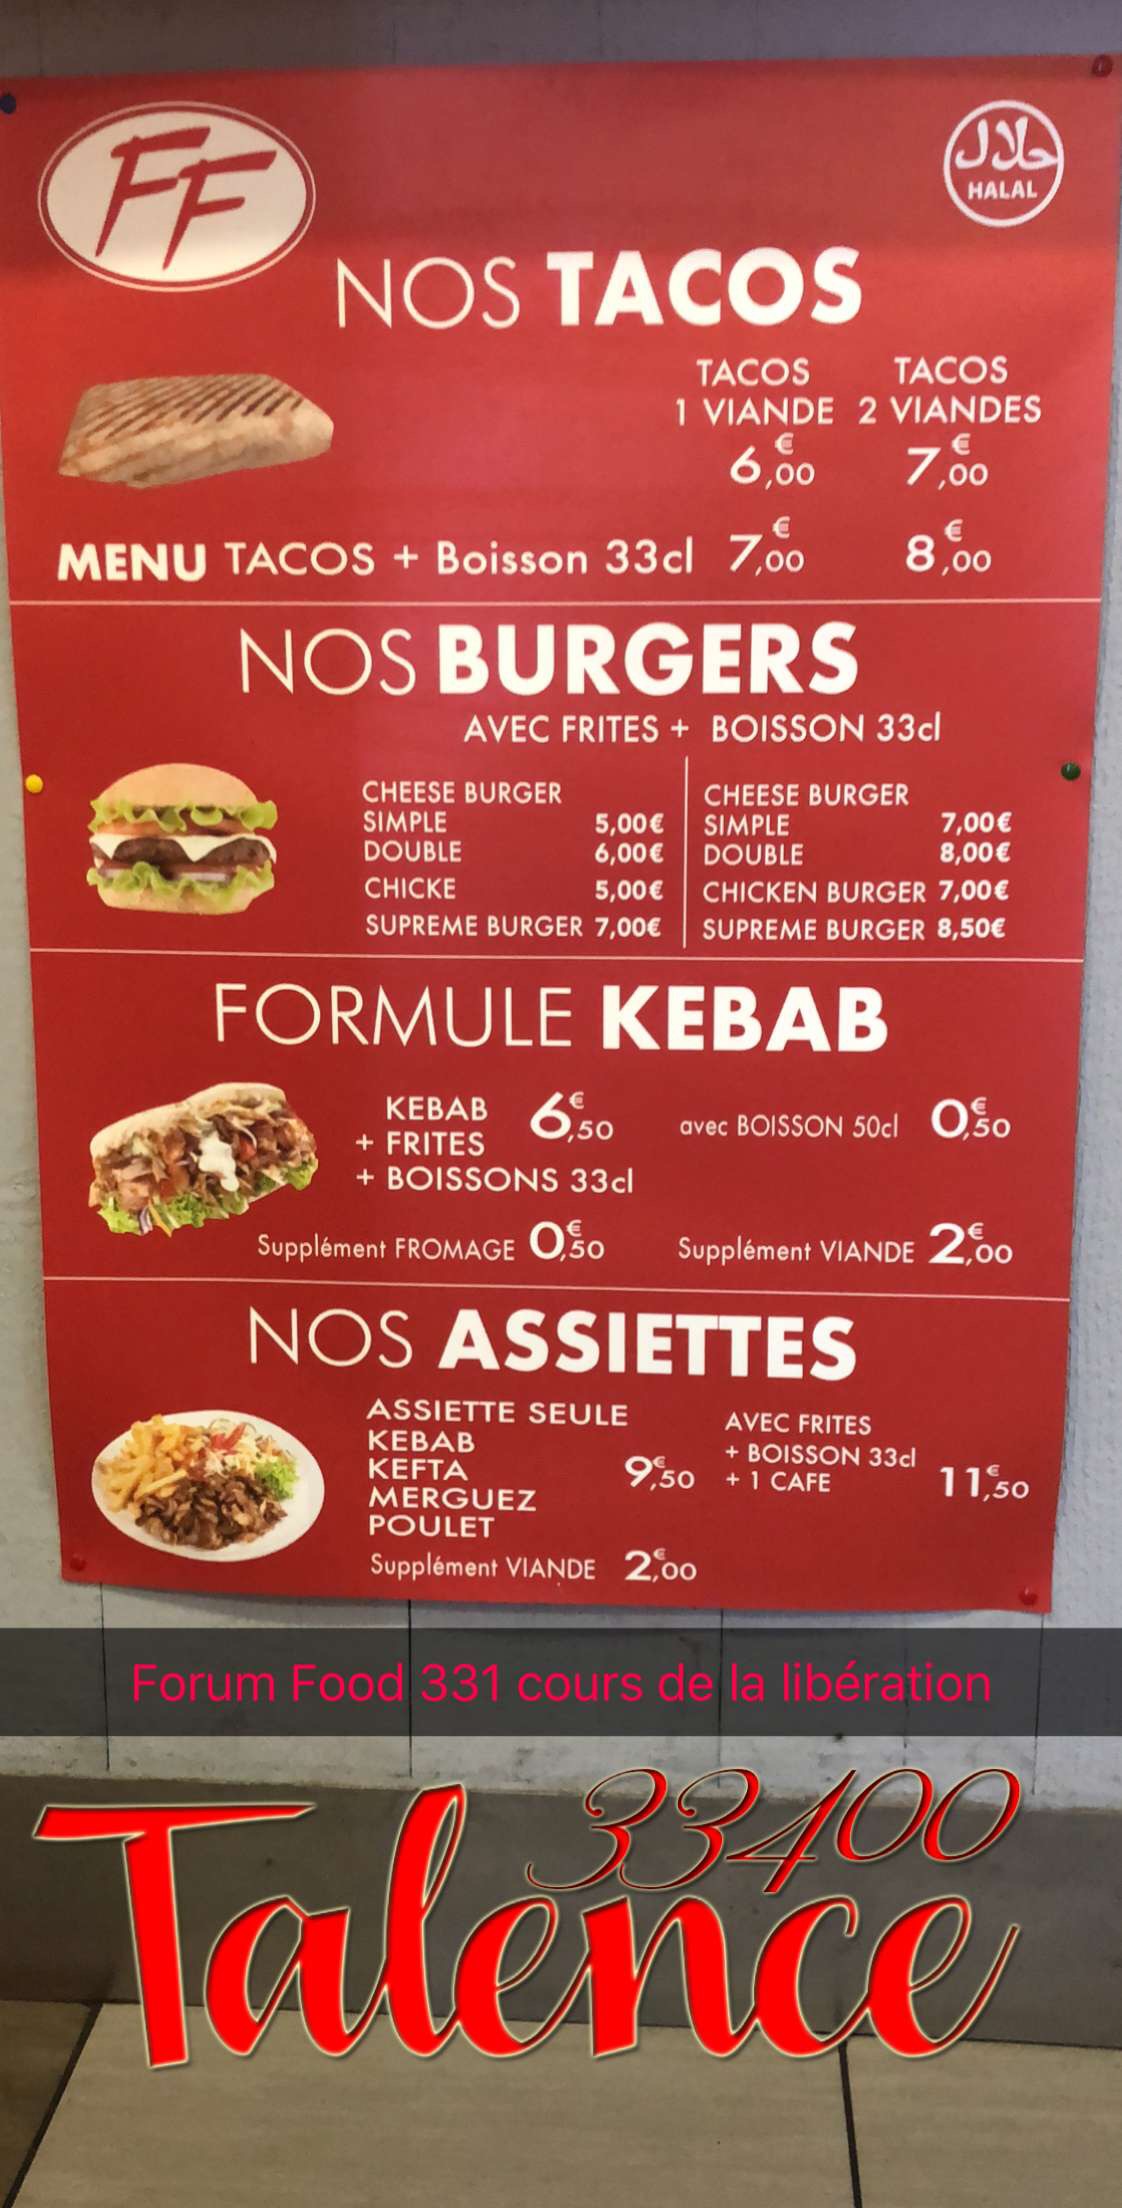 FF
حلال
HALAL
NOS TACOS
TACOS 1 VIANDE
TACOS 2 VIANDES
6,00 €
7,00 €
MENU TACOS + Boisson 33cl 7,00 € 8,00 €
NOS BURGERS
AVEC FRITES + BOISSON 33cl
CHEESE BURGER
SIMPLE 5,00€
DOUBLE 6,00€
CHICKE 5,00€
SUPREME BURGER 7,00€
CHEESE BURGER
SIMPLE 7,00€
DOUBLE 8,00€
CHICKEN BURGER 7,00€
SUPREME BURGER 8,50€
FORMULE KEBAB
KEBAB 6,50 €
+ FRITES
+ BOISSONS 33cl
avec BOISSON 50cl 0,50 €
Supplément FROMAGE 0,50 €
Supplément VIANDE 2,00 €
NOS ASSIETTES
ASSIETTE SEULE
KEBAB
KEFTA 9,50 €
MERGUEZ
POULET
Supplément VIANDE 2,00 €
AVEC FRITES
+ BOISSON 33cl
+ 1 CAFE 11,50 €
Forum Food 331 cours de la libération
33400
Talence